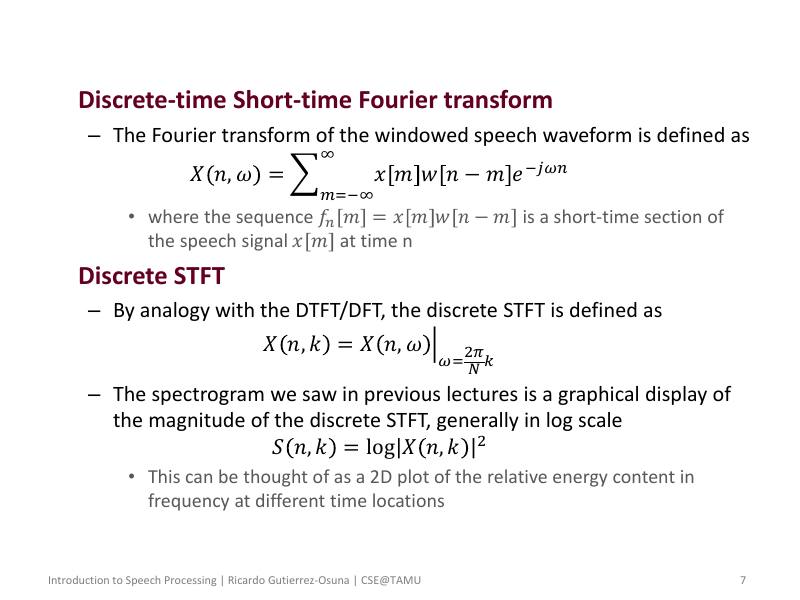 Discrete-time Short-time Fourier transform
– The Fourier transform of the windowed speech waveform is defined as
X(n, ω) = ∑_{m=−∞}^{∞} x[m]w[n − m]e^{−jωn}
• where the sequence f_n[m] = x[m]w[n − m] is a short-time section of
the speech signal x[m] at time n
Discrete STFT
– By analogy with the DTFT/DFT, the discrete STFT is defined as
X(n, k) = X(n, ω)|_{ω=\frac{2π}{N}k}
– The spectrogram we saw in previous lectures is a graphical display of
the magnitude of the discrete STFT, generally in log scale
S(n, k) = log|X(n, k)|²
• This can be thought of as a 2D plot of the relative energy content in
frequency at different time locations
Introduction to Speech Processing | Ricardo Gutierrez-Osuna | CSE@TAMU 7